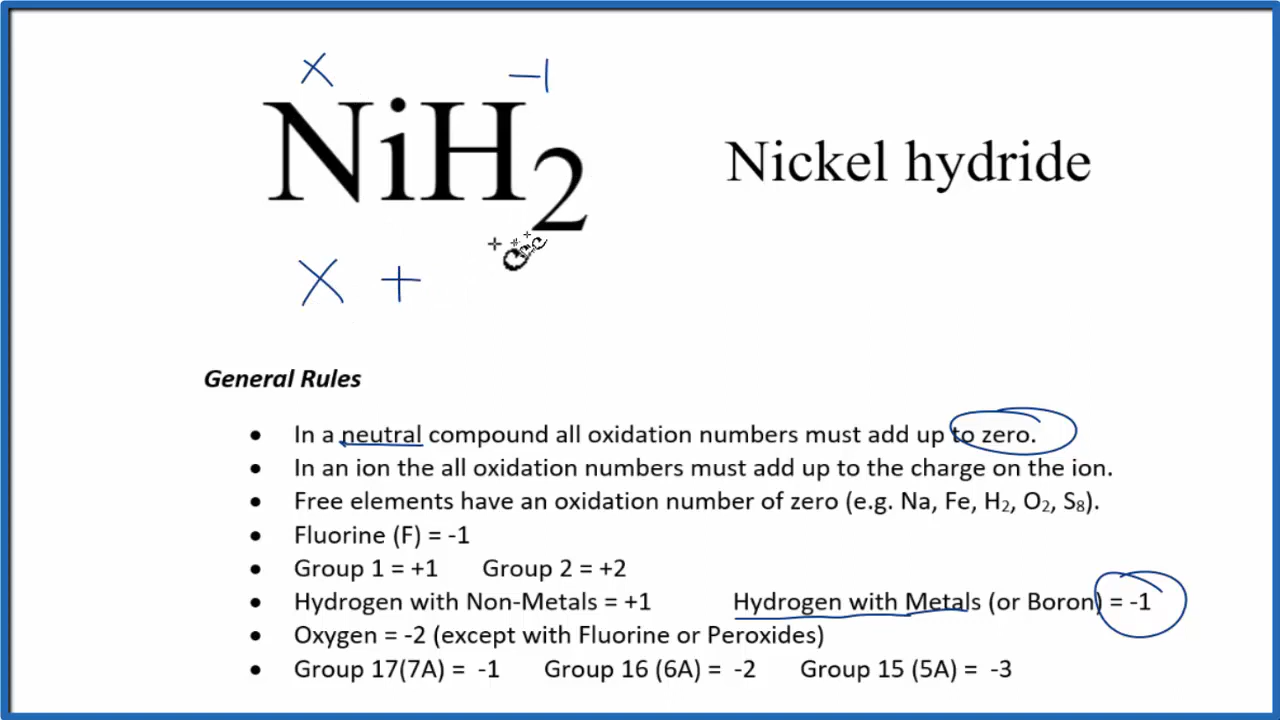 x -1
NiH2
Nickel hydride
X +
General Rules
• In a neutral compound all oxidation numbers must add up to zero.
• In an ion the all oxidation numbers must add up to the charge on the ion.
• Free elements have an oxidation number of zero (e.g. Na, Fe, H2, O2, S8).
• Fluorine (F) = -1
• Group 1 = +1 Group 2 = +2
• Hydrogen with Non-Metals = +1 Hydrogen with Metals (or Boron) = -1
• Oxygen = -2 (except with Fluorine or Peroxides)
• Group 17(7A) = -1 Group 16 (6A) = -2 Group 15 (5A) = -3